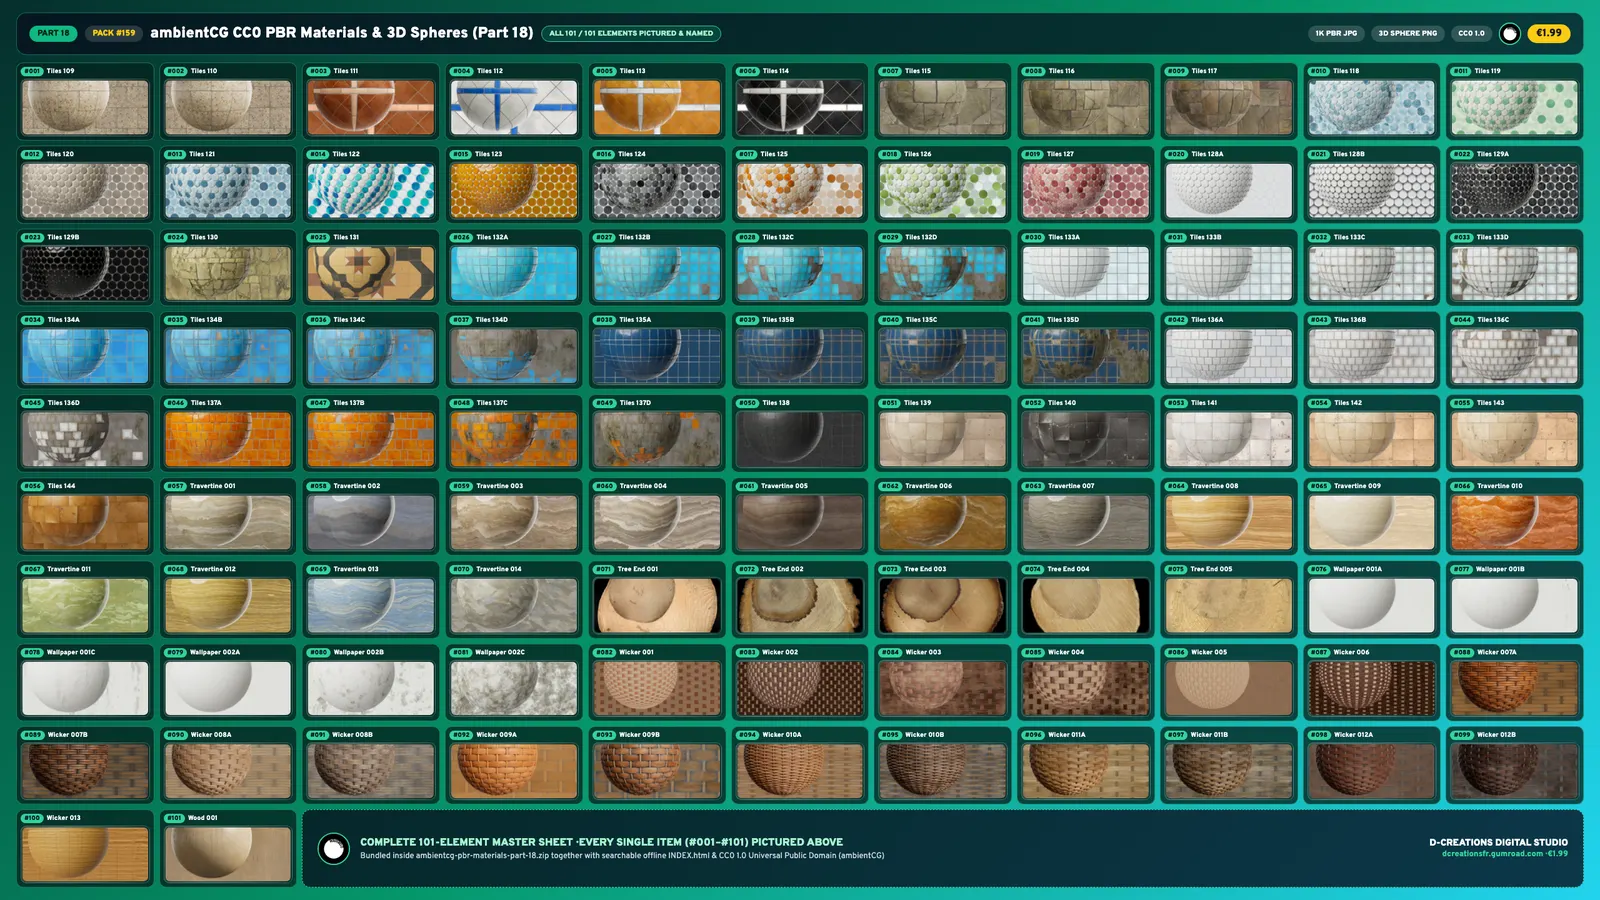 PART 18 PACK #159 ambientCG CC0 PBR Materials & 3D Spheres (Part 18) ALL 101 / 101 ELEMENTS PICTURED & NAMED 1K PBR JPG 3D SPHERE PNG CC0 1.0 €1.99
#001 Tiles 109 #002 Tiles 110 #003 Tiles 111 #004 Tiles 112 #005 Tiles 113 #006 Tiles 114 #007 Tiles 115 #008 Tiles 116 #009 Tiles 117 #010 Tiles 118 #011 Tiles 119
#012 Tiles 120 #013 Tiles 121 #014 Tiles 122 #015 Tiles 123 #016 Tiles 124 #017 Tiles 125 #018 Tiles 126 #019 Tiles 127 #020 Tiles 128A #021 Tiles 128B #022 Tiles 129A
#023 Tiles 129B #024 Tiles 130 #025 Tiles 131 #026 Tiles 132A #027 Tiles 132B #028 Tiles 132C #029 Tiles 132D #030 Tiles 133A #031 Tiles 133B #032 Tiles 133C #033 Tiles 133D
#034 Tiles 134A #035 Tiles 134B #036 Tiles 134C #037 Tiles 134D #038 Tiles 135A #039 Tiles 135B #040 Tiles 135C #041 Tiles 135D #042 Tiles 136A #043 Tiles 136B #044 Tiles 136C
#045 Tiles 136D #046 Tiles 137A #047 Tiles 137B #048 Tiles 137C #049 Tiles 137D #050 Tiles 138 #051 Tiles 139 #052 Tiles 140 #053 Tiles 141 #054 Tiles 142 #055 Tiles 143
#056 Tiles 144 #057 Travertine 001 #058 Travertine 002 #059 Travertine 003 #060 Travertine 004 #061 Travertine 005 #062 Travertine 006 #063 Travertine 007 #064 Travertine 008 #065 Travertine 009 #066 Travertine 010
#067 Travertine 011 #068 Travertine 012 #069 Travertine 013 #070 Travertine 014 #071 Tree End 001 #072 Tree End 002 #073 Tree End 003 #074 Tree End 004 #075 Tree End 005 #076 Wallpaper 001A #077 Wallpaper 001B
#078 Wallpaper 001C #079 Wallpaper 002A #080 Wallpaper 002B #081 Wallpaper 002C #082 Wicker 001 #083 Wicker 002 #084 Wicker 003 #085 Wicker 004 #086 Wicker 005 #087 Wicker 006 #088 Wicker 007A
#089 Wicker 007B #090 Wicker 008A #091 Wicker 008B #092 Wicker 009A #093 Wicker 009B #094 Wicker 010A #095 Wicker 010B #096 Wicker 011A #097 Wicker 011B #098 Wicker 012A #099 Wicker 012B
#100 Wicker 013 #101 Wood 001
COMPLETE 101-ELEMENT MASTER SHEET · EVERY SINGLE ITEM (#001–#101) PICTURED ABOVE
Bundled inside ambientcg-pbr-materials-part-18.zip together with searchable offline INDEX.html & CC0 1.0 Universal Public Domain (ambientCG)
D-CREATIONS DIGITAL STUDIO
dcreationsfr.gumroad.com · €1.99